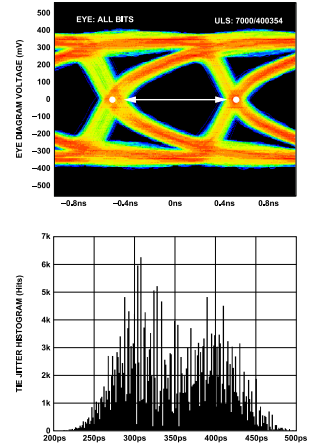 EYE: ALL BITS
ULS: 7000/400354
EYE DIAGRAM VOLTAGE (mV)
500
400
300
200
100
0
–100
–200
–300
–400
–500
–0.8ns
–0.4ns
0ns
0.4ns
0.8ns
TIE JITTER HISTOGRAM (Hits)
7k
6k
5k
4k
3k
2k
1k
0
200ps
250ps
300ps
350ps
400ps
450ps
500ps